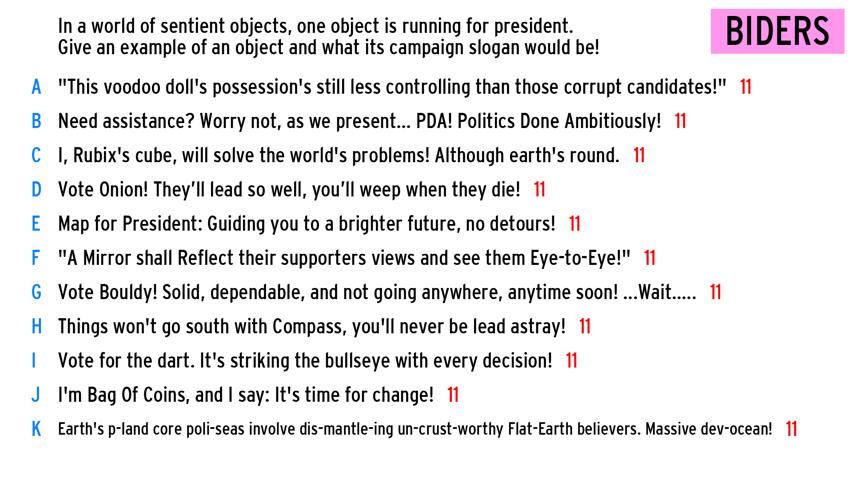 In a world of sentient objects, one object is running for president.
Give an example of an object and what its campaign slogan would be!
BIDERS
A "This voodoo doll's possession's still less controlling than those corrupt candidates!" 11
B Need assistance? Worry not, as we present... PDA! Politics Done Ambitiously! 11
C I, Rubix's cube, will solve the world's problems! Although earth's round. 11
D Vote Onion! They’ll lead so well, you’ll weep when they die! 11
E Map for President: Guiding you to a brighter future, no detours! 11
F "A Mirror shall Reflect their supporters views and see them Eye-to-Eye!" 11
G Vote Bouldy! Solid, dependable, and not going anywhere, anytime soon! ...Wait..... 11
H Things won't go south with Compass, you'll never be lead astray! 11
I Vote for the dart. It's striking the bullseye with every decision! 11
J I'm Bag Of Coins, and I say: It's time for change! 11
K Earth's p-land core poli-seas involve dis-mantle-ing un-crust-worthy Flat-Earth believers. Massive dev-ocean! 11